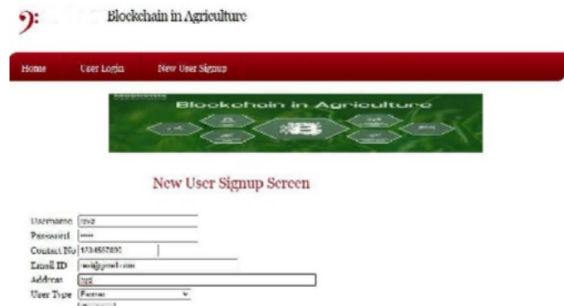 Blockchain in Agriculture
Home User Login New User Signup
Blockchain in Agriculture
New User Signup Screen
Username
Password
Contact No 1234567890
Email ID
Address
User Type Farmer